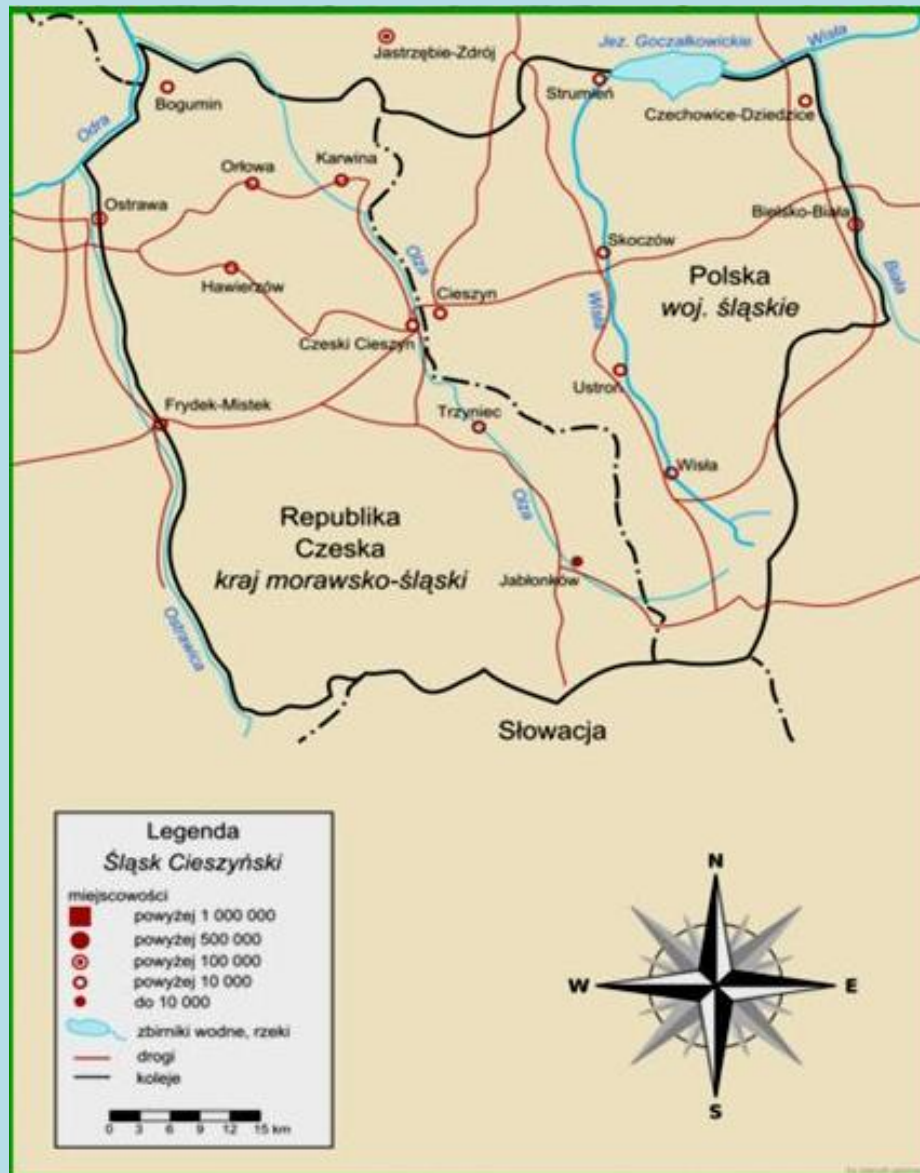 Jastrzębie-Zdrój
Jez. Goczałkowickie
Wisła
Strumień
Bogumin
Czechowice-Dziedzice
Odra
Orłowa
Karwina
Ostrawa
Bielsko-Biała
Skoczów
Olza
Polska
woj. śląskie
Biała
Hawierzów
Cieszyn
Wisła
Czeski Cieszyn
Ustroń
Frydek-Mistek
Trzyniec
Wisła
Olza
Republika
Czeska
kraj morawsko-śląski
Jabłonków
Ostrawica
Słowacja
Legenda
Śląsk Cieszyński
miejscowości
powyżej 1 000 000
powyżej 500 000
powyżej 100 000
powyżej 10 000
do 10 000
zbirniki wodne, rzeki
drogi
koleje
0 3 6 9 12 15 km
N
W E
S